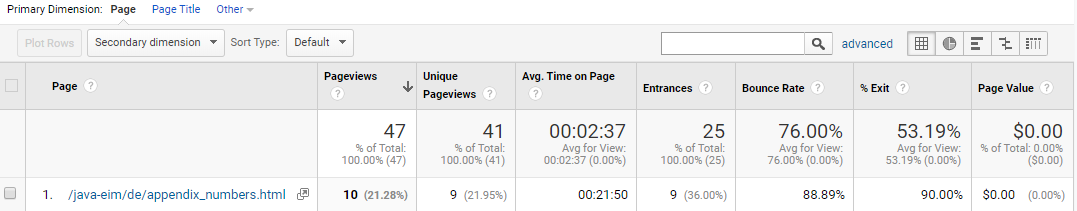 Primary Dimension: Page Page Title Other
Plot Rows Secondary dimension Sort Type: Default advanced
Page ? Pageviews ? Unique Pageviews ? Avg. Time on Page ? Entrances ? Bounce Rate ? % Exit ? Page Value ?
47 41 00:02:37 25 76.00% 53.19% $0.00
% of Total: % of Total: Avg for View: % of Total: Avg for View: Avg for View: % of Total: 0.00%
100.00% (47) 100.00% (41) 00:02:37 (0.00%) 100.00% (25) 76.00% (0.00%) 53.19% (0.00%) ($0.00)
1. /java-eim/de/appendix_numbers.html 10 (21.28%) 9 (21.95%) 00:21:50 9 (36.00%) 88.89% 90.00% $0.00 (0.00%)